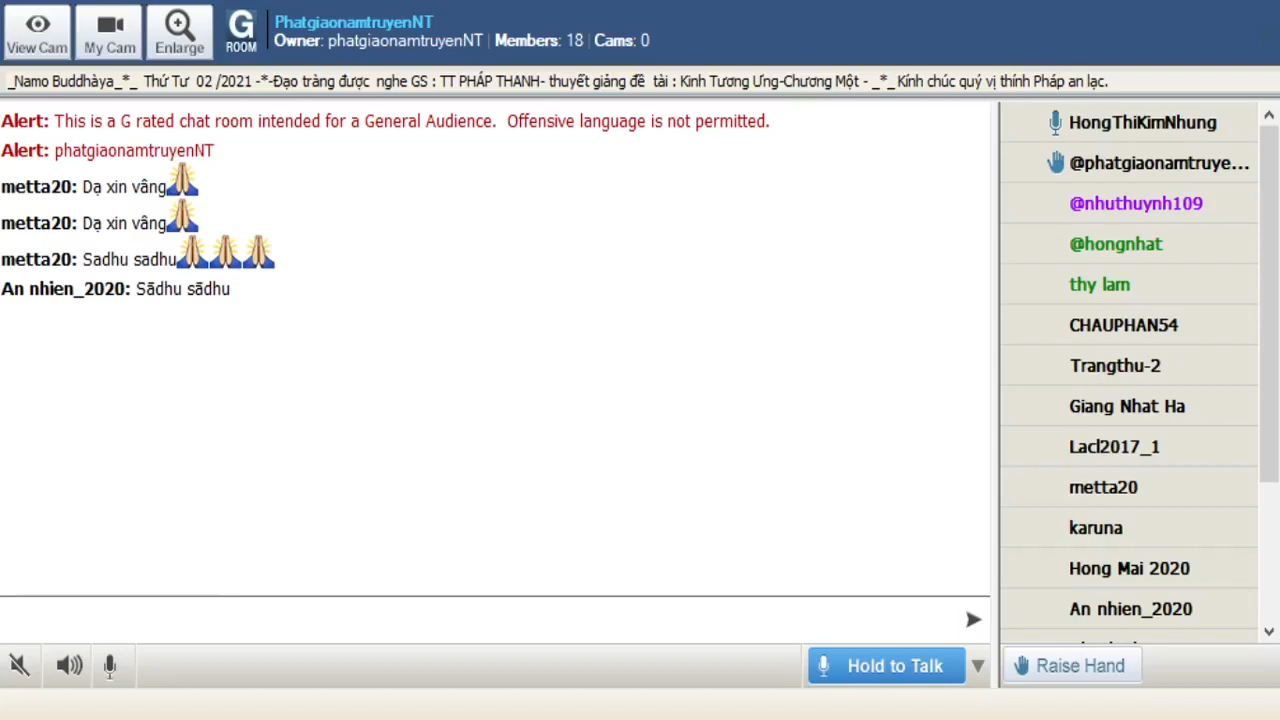 View Cam
My Cam
Enlarge
G
ROOM
PhatgiaonamtruyenNT
Owner: phatgiaonamtruyenNT | Members: 18 | Cams: 0
_Namo Buddhàya_*_ Thứ Tư 02 /2021 -*-Đạo tràng được nghe GS : TT PHÁP THANH- thuyết giảng đề tài : Kinh Tương Ưng-Chương Một - _*_Kính chúc quý vị thính Pháp an lạc.
Alert: This is a G rated chat room intended for a General Audience. Offensive language is not permitted.
Alert: phatgiaonamtruyenNT
metta20: Dạ xin vâng🙏
metta20: Dạ xin vâng🙏
metta20: Sadhu sadhu🙏🙏🙏
An nhien_2020: Sādhu sādhu
HongThiKimNhung
@phatgiaonamtruye...
@nhuthuynh109
@hongnhat
thy lam
CHAUPHAN54
Trangthu-2
Giang Nhat Ha
Lacl2017_1
metta20
karuna
Hong Mai 2020
An nhien_2020
Hold to Talk
Raise Hand